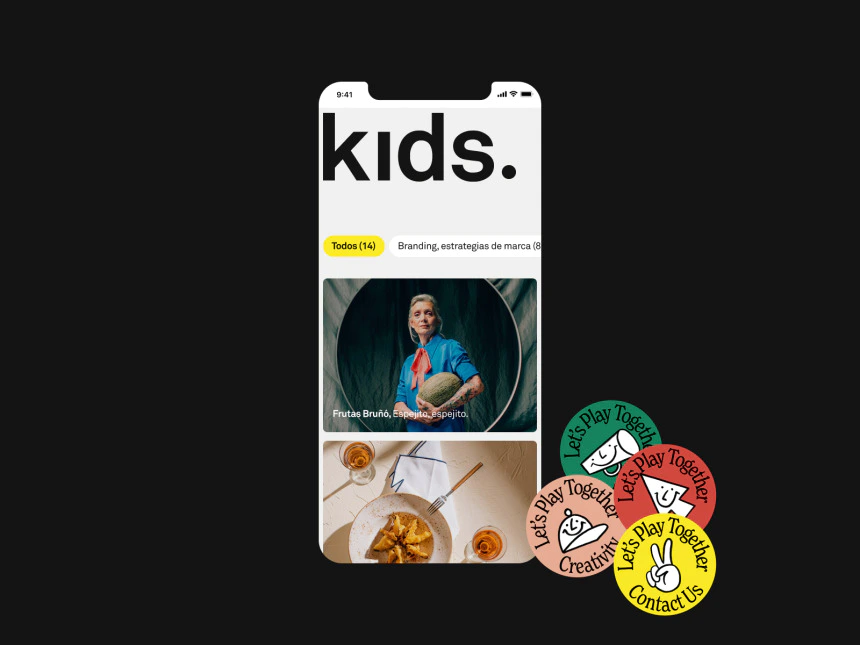 9:41
kıds.
Todos (14)
Branding, estrategias de marca (8
Frutas Bruñó, Espejito, espejito.
Let's Play Togethe
Let's Play Together
Let's Play Together
Creativity
Let's Play Together
Contact Us